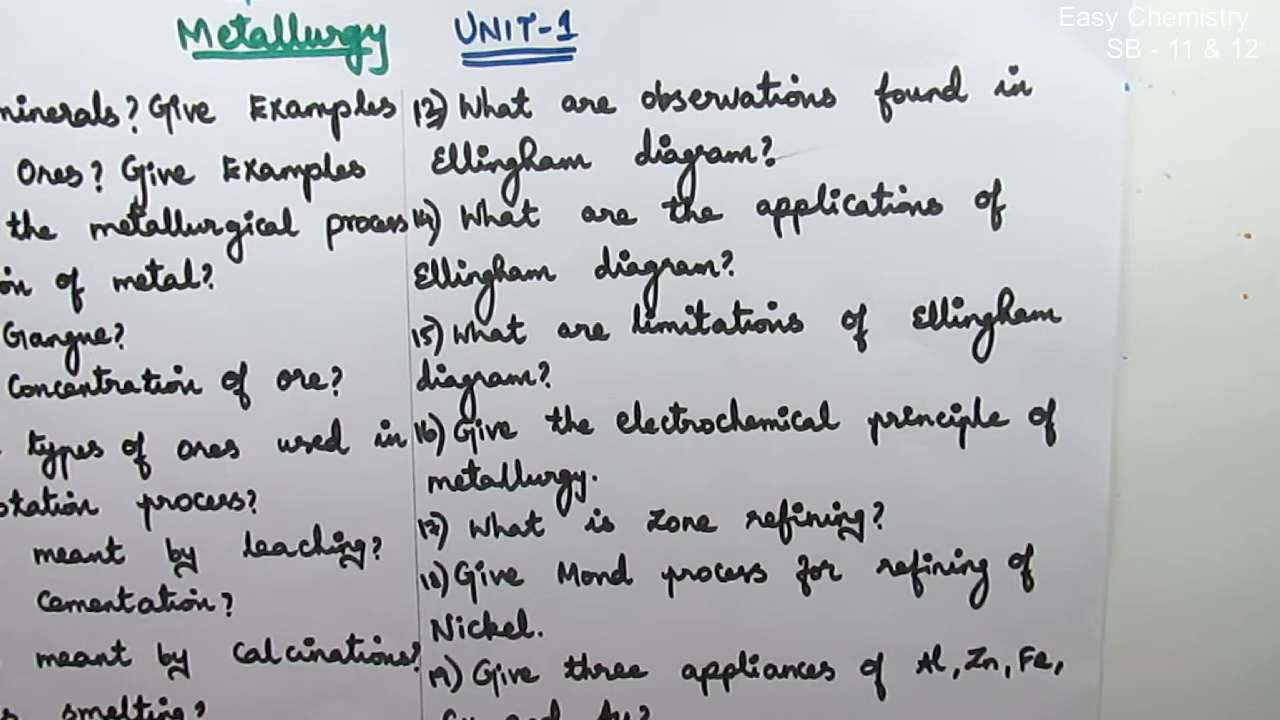 Easy Chemistry
SB - 11 & 12
Metallurgy UNIT-1
minerals? Give Examples
Ores? Give Examples
the metallurgical process
of metal?
Gangue?
Concentration of ore?
types of ores used in
process?
meant by leaching?
Cementation?
meant by calcinations?
smelting?
13) What are observations found in
Ellingham diagram?
14) What are the applications of
Ellingham diagram?
15) What are limitations of Ellingham
diagram?
16) Give the electrochemical principle of
metallurgy.
17) What is zone refining?
18) Give Mond process for refining of
Nickel.
19) Give three appliances of Al, Zn, Fe,
and